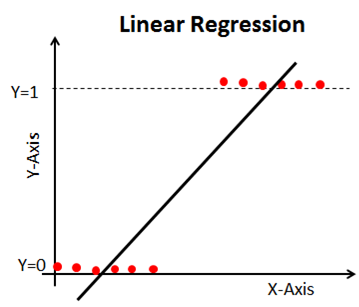 Linear Regression
Y=1
Y-Axis
Y=0
X-Axis